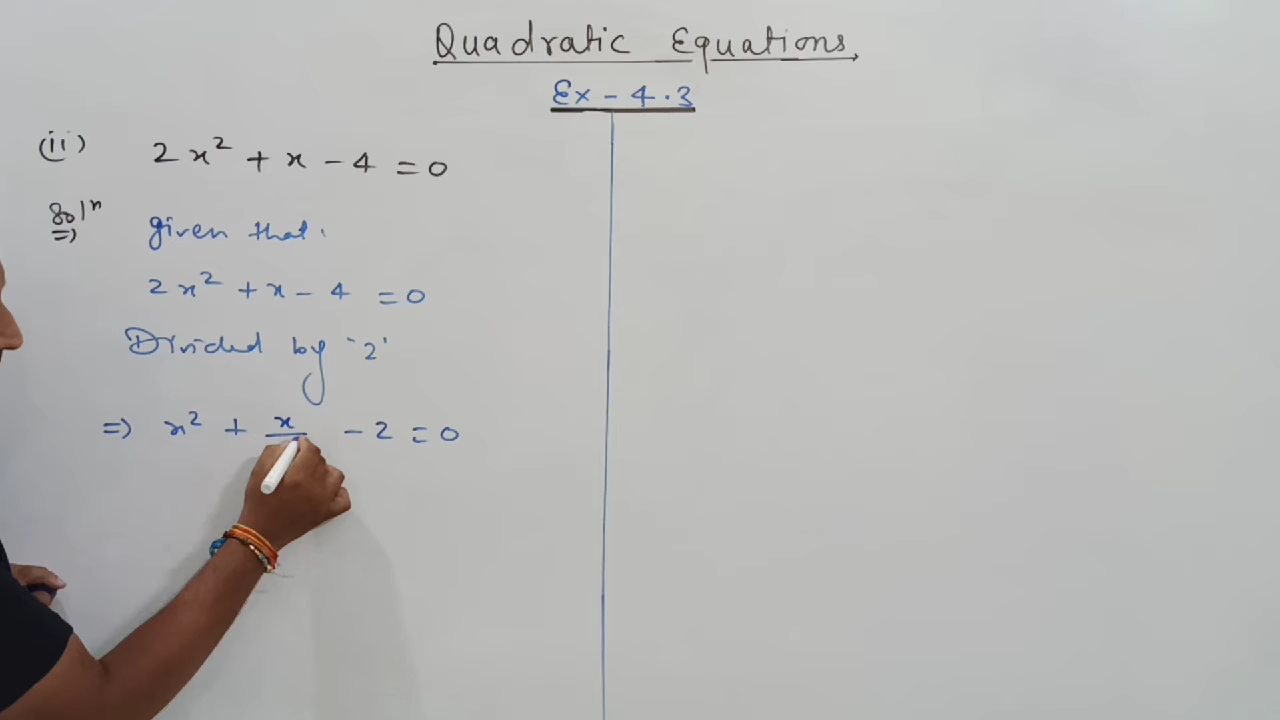 Quadratic Equations
Ex - 4.3
(ii) 2x² + x - 4 = 0
Solⁿ given that.
⇒
2x² + x - 4 = 0
Divided by '2'
⇒ x² + x/ - 2 = 0